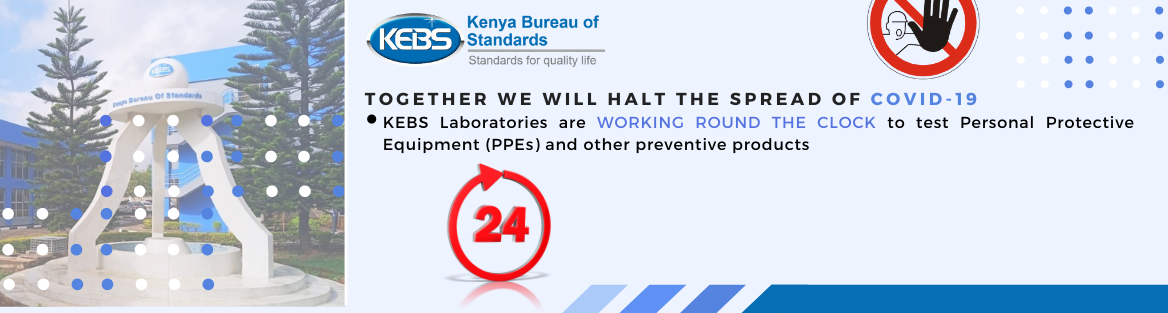 KEBS
Kenya Bureau Of Standards
KEBS
Kenya Bureau of
Standards
Standards for quality life
TOGETHER WE WILL HALT THE SPREAD OF COVID-19
• KEBS Laboratories are WORKING ROUND THE CLOCK to test Personal Protective
Equipment (PPEs) and other preventive products
24